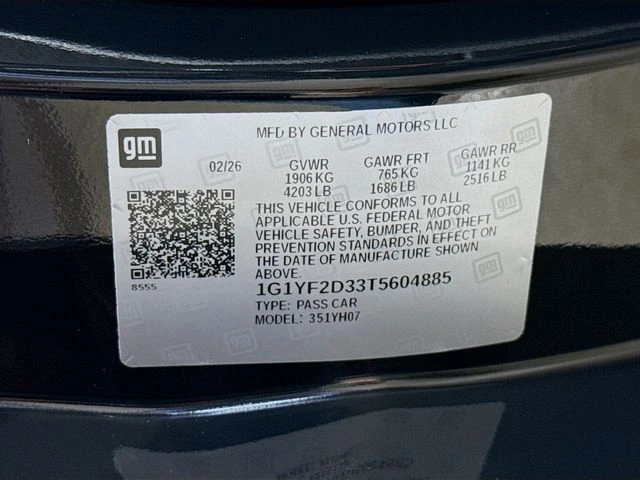 gm
MFD BY GENERAL MOTORS LLC
02/26 GVWR GAWR FRT GAWR RR
1906 KG 765 KG 1141 KG
4203 LB 1686 LB 2516 LB
THIS VEHICLE CONFORMS TO ALL
APPLICABLE U.S. FEDERAL MOTOR
VEHICLE SAFETY, BUMPER, AND THEFT
PREVENTION STANDARDS IN EFFECT ON
THE DATE OF MANUFACTURE SHOWN
ABOVE.
8555
1G1YF2D33T5604885
TYPE: PASS CAR
MODEL: 351YH07